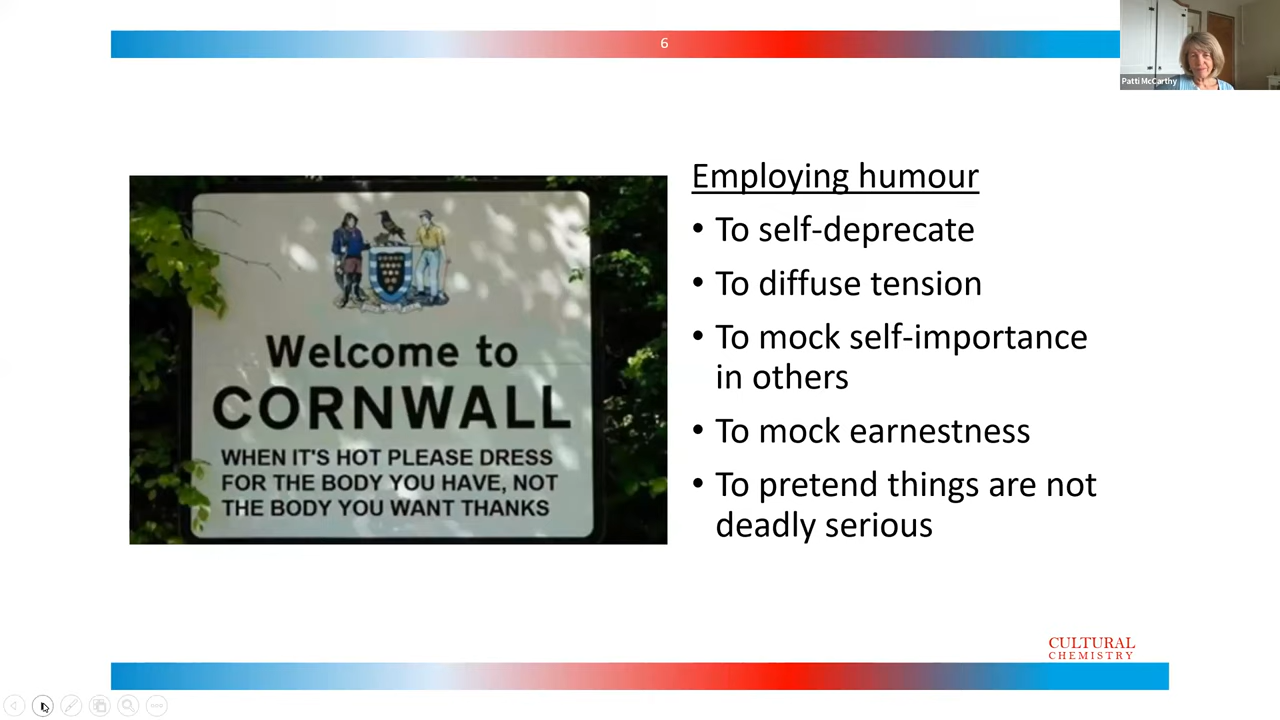 6
Patti McCarthy
Welcome to
CORNWALL
WHEN IT'S HOT PLEASE DRESS
FOR THE BODY YOU HAVE, NOT
THE BODY YOU WANT THANKS
Employing humour
• To self-deprecate
• To diffuse tension
• To mock self-importance
in others
• To mock earnestness
• To pretend things are not
deadly serious
CULTURAL
CHEMISTRY